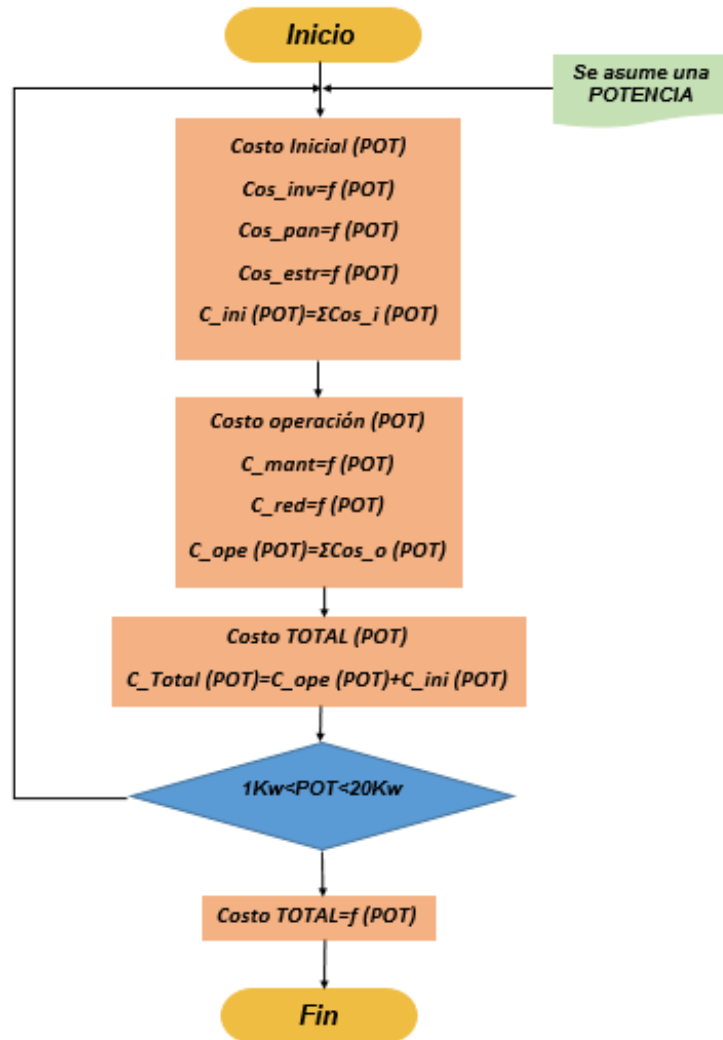 Inicio
Se asume una
POTENCIA
Costo Inicial (POT)
Cos_inv=f (POT)
Cos_pan=f (POT)
Cos_estr=f (POT)
C_ini (POT)=ΣCos_i (POT)
Costo operación (POT)
C_mant=f (POT)
C_red=f (POT)
C_ope (POT)=ΣCos_o (POT)
Costo TOTAL (POT)
C_Total (POT)=C_ope (POT)+C_ini (POT)
1Kw<POT<20Kw
Costo TOTAL=f (POT)
Fin